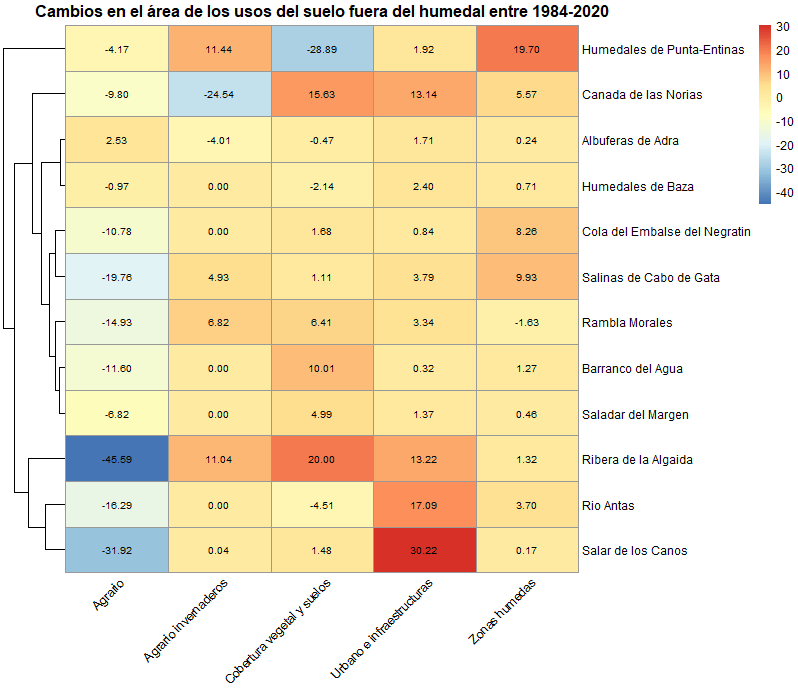 Cambios en el área de los usos del suelo fuera del humedal entre 1984-2020
-4.17 11.44 -28.89 1.92 19.70 Humedales de Punta-Entinas
-9.80 -24.54 15.63 13.14 5.57 Canada de las Norias
2.53 -4.01 -0.47 1.71 0.24 Albuferas de Adra
-0.97 0.00 -2.14 2.40 0.71 Humedales de Baza
-10.78 0.00 1.68 0.84 8.26 Cola del Embalse del Negratin
-19.76 4.93 1.11 3.79 9.93 Salinas de Cabo de Gata
-14.93 6.82 6.41 3.34 -1.63 Rambla Morales
-11.60 0.00 10.01 0.32 1.27 Barranco del Agua
-6.82 0.00 4.99 1.37 0.46 Saladar del Margen
-45.59 11.04 20.00 13.22 1.32 Ribera de la Algaida
-16.29 0.00 -4.51 17.09 3.70 Rio Antas
-31.92 0.04 1.48 30.22 0.17 Salar de los Canos
Agrario
Agrario invernaderos
Cobertura vegetal y suelos
Urbano e infraestructuras
Zonas humedas
30
20
10
0
-10
-20
-30
-40